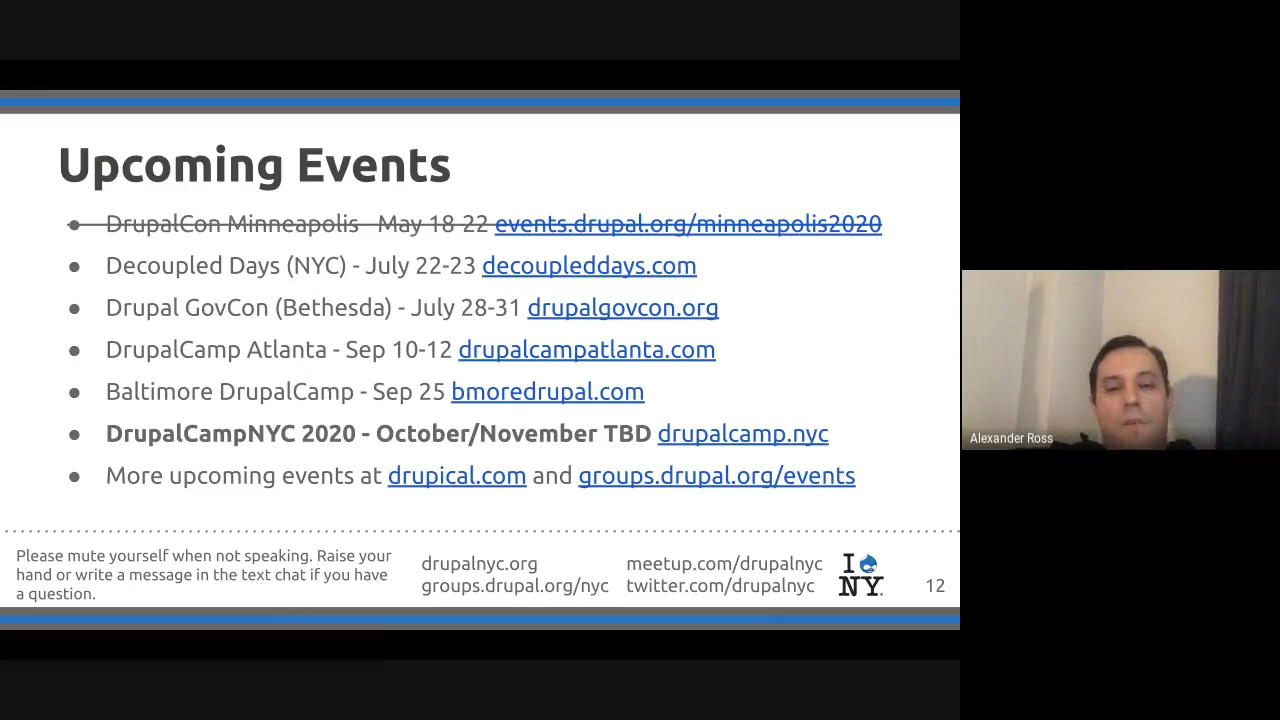 Upcoming Events
● DrupalCon Minneapolis - May 18-22 events.drupal.org/minneapolis2020
● Decoupled Days (NYC) - July 22-23 decoupleddays.com
● Drupal GovCon (Bethesda) - July 28-31 drupalgovcon.org
● DrupalCamp Atlanta - Sep 10-12 drupalcampatlanta.com
● Baltimore DrupalCamp - Sep 25 bmoredrupal.com
● DrupalCampNYC 2020 - October/November TBD drupalcamp.nyc
● More upcoming events at drupical.com and groups.drupal.org/events
Please mute yourself when not speaking. Raise your
hand or write a message in the text chat if you have
a question.
drupalnyc.org
groups.drupal.org/nyc
meetup.com/drupalnyc
twitter.com/drupalnyc
I
NY
12
Alexander Ross